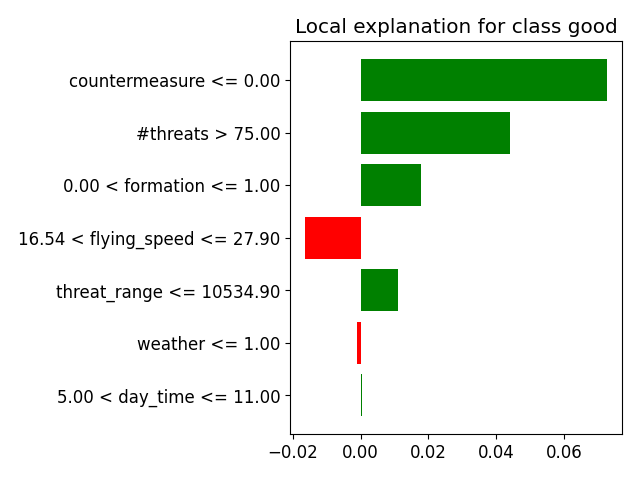 Local explanation for class good
countermeasure <= 0.00
#threats > 75.00
0.00 < formation <= 1.00
16.54 < flying_speed <= 27.90
threat_range <= 10534.90
weather <= 1.00
5.00 < day_time <= 11.00
−0.02 0.00 0.02 0.04 0.06